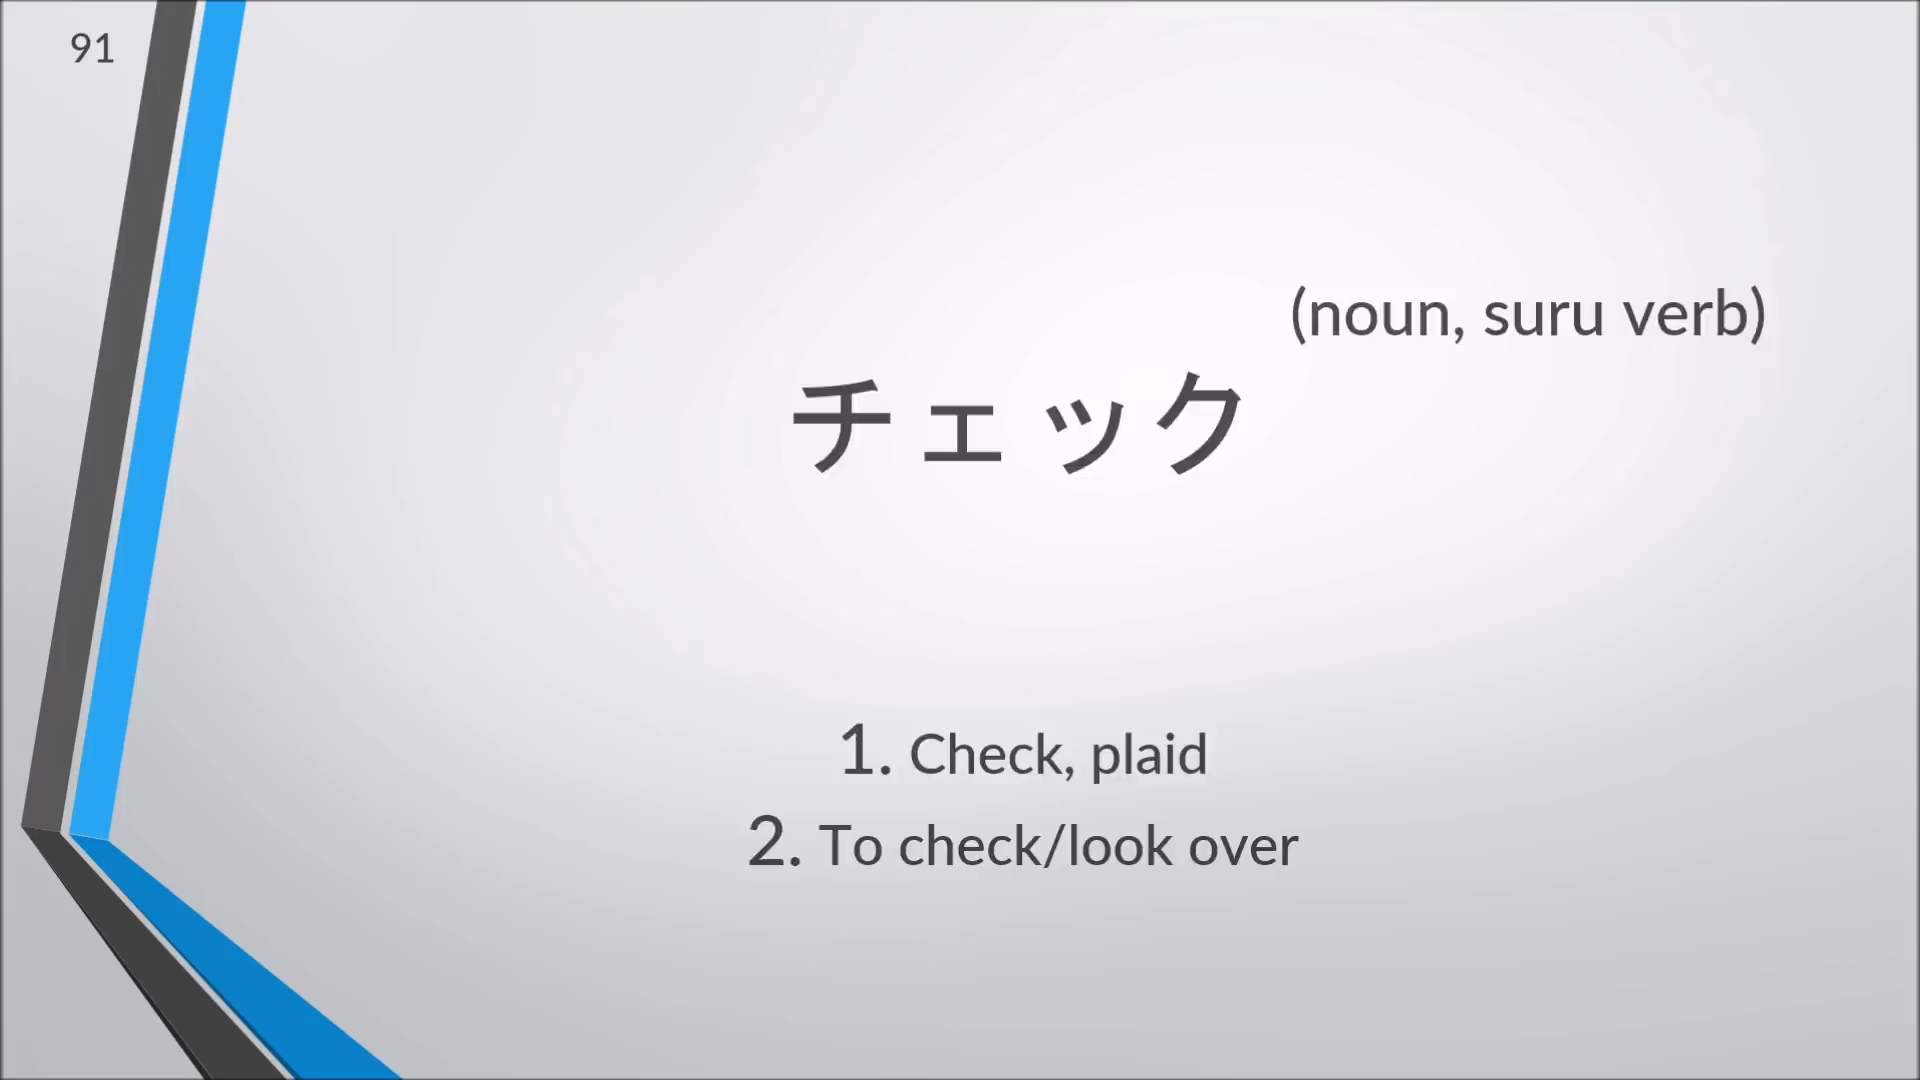 91
(noun, suru verb)
チェック
1. Check, plaid
2. To check/look over